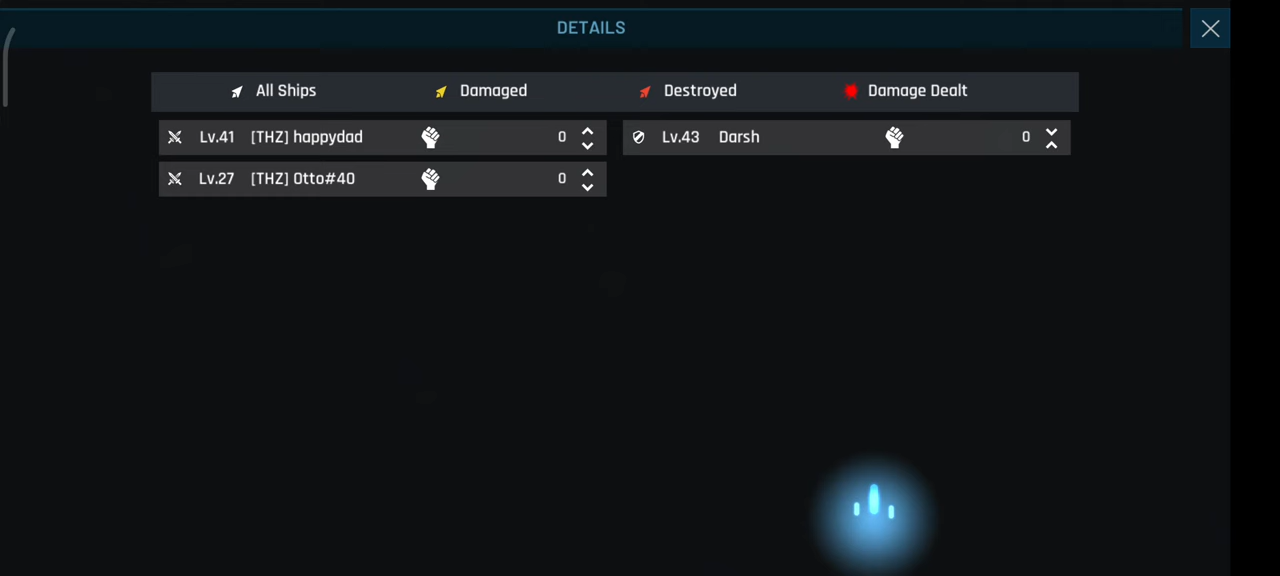 DETAILS
All Ships Damaged Destroyed Damage Dealt
Lv.41 [THZ] happydad 0
Lv.43 Darsh 0
Lv.27 [THZ] Otto#40 0